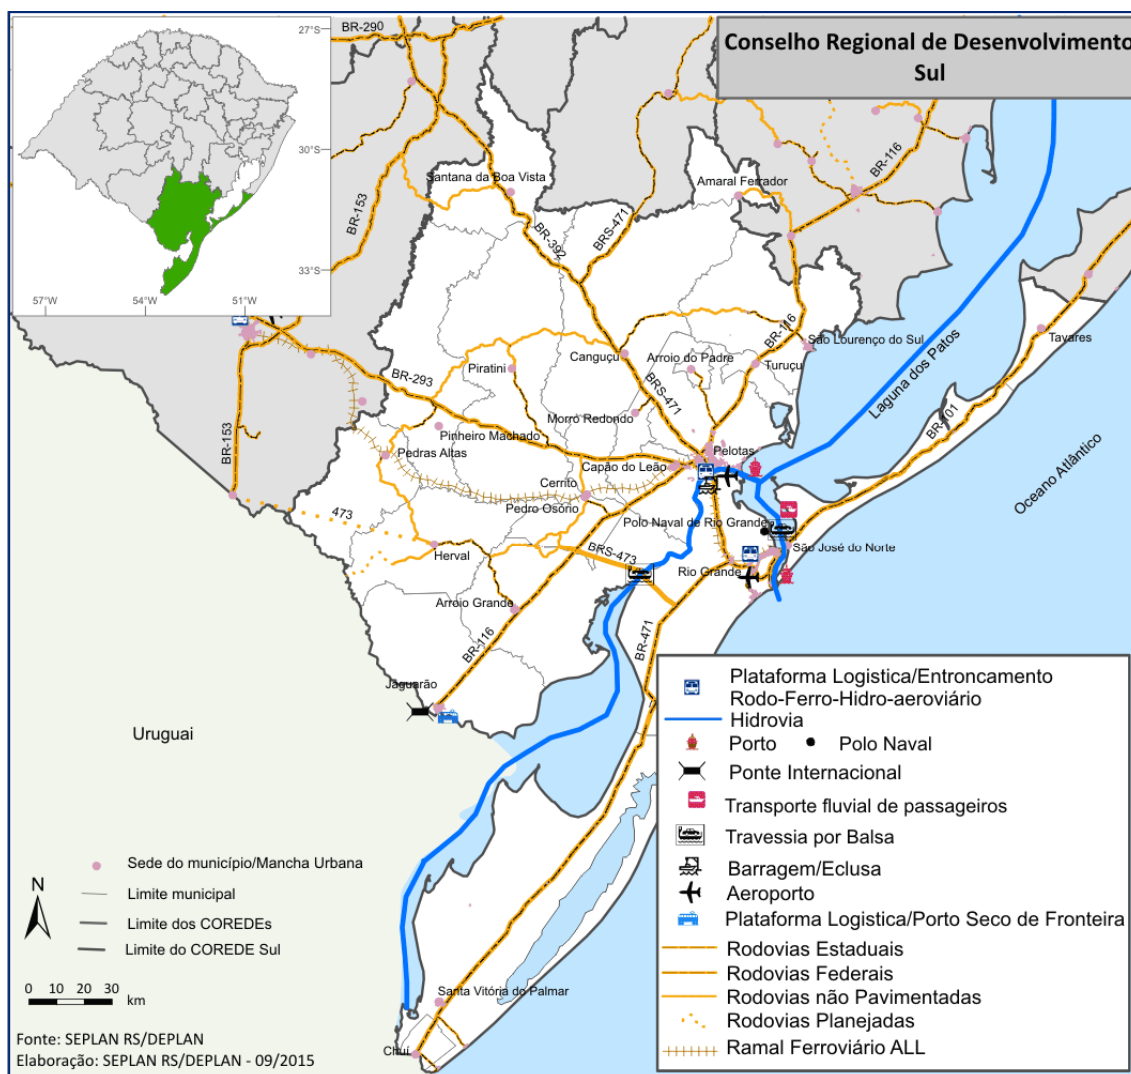 Conselho Regional de Desenvolvimento
Sul
27°S
30°S
33°S
57°W
54°W
51°W
BR-290
BR-153
Santana da Boa Vista
BR-392
BRS-471
Amaral Ferrador
BR-116
BR-116
São Lourenço do Sul
Laguna dos Patos
Tavares
BR-101
Oceano Atlântico
Canguçu
Arroio do Padre
Turuçu
Piratini
BR-293
BRS-471
Morro Redondo
BR-153
Pinheiro Machado
Pelotas
Pedras Altas
Capão do Leão
Cerrito
Pedro Osório
473
Polo Naval de Rio Grande
São José do Norte
Herval
BRS-473
Rio Grande
Arroio Grande
BR-116
BR-471
Jaguarão
Uruguai
Santa Vitória do Palmar
Chuí
Plataforma Logistica/Entroncamento
Rodo-Ferro-Hidro-aeroviário
Hidrovia
Porto
Polo Naval
Ponte Internacional
Transporte fluvial de passageiros
Travessia por Balsa
Barragem/Eclusa
Aeroporto
Plataforma Logistica/Porto Seco de Fronteira
Rodovias Estaduais
Rodovias Federais
Rodovias não Pavimentadas
Rodovias Planejadas
Ramal Ferroviário ALL
Sede do município/Mancha Urbana
Limite municipal
Limite dos COREDEs
Limite do COREDE Sul
N
0 10 20 30
km
Fonte: SEPLAN RS/DEPLAN
Elaboração: SEPLAN RS/DEPLAN - 09/2015